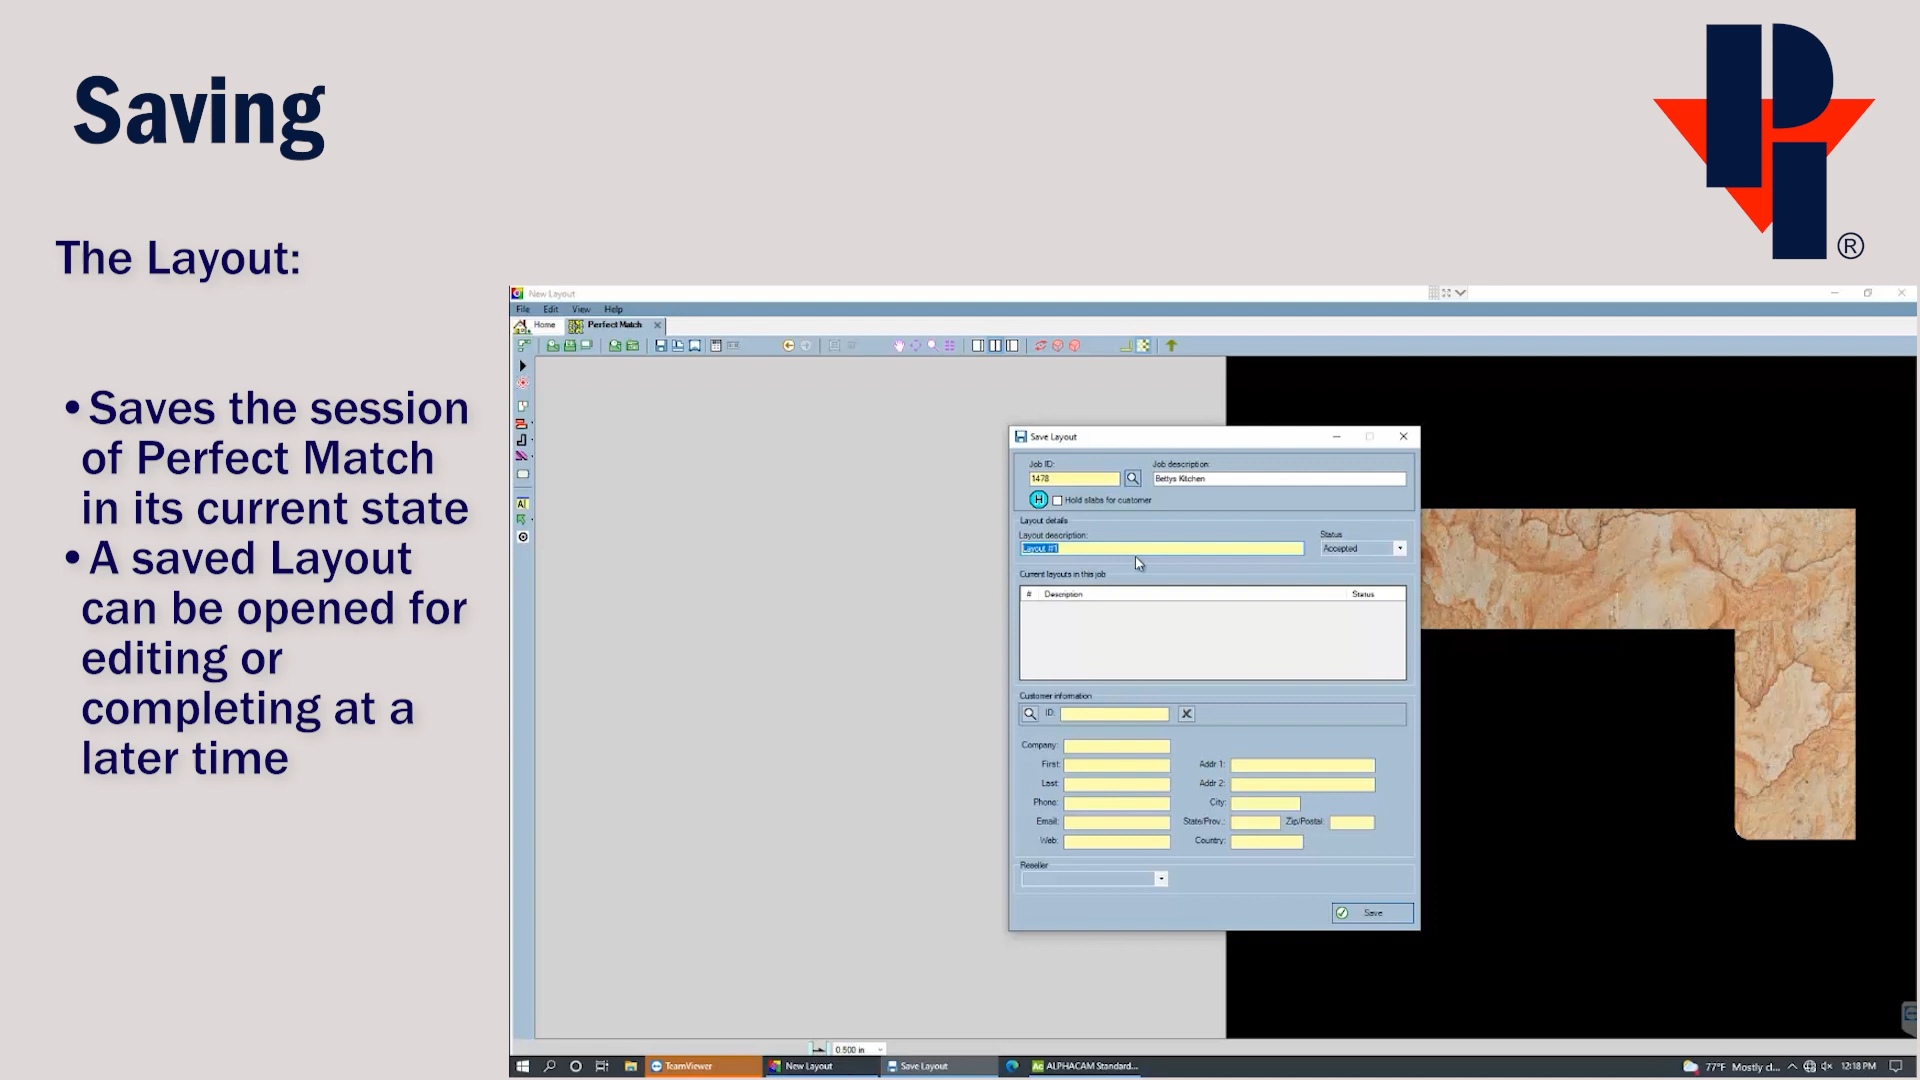 Saving
®
The Layout:
•Saves the session
of Perfect Match
in its current state
•A saved Layout
can be opened for
editing or
completing at a
later time
New Layout
File Edit View Help
Home Perfect Match
Save Layout
Job ID: Job description:
1478 Bettys Kitchen
H Hold slabs for customer
Layout details
Layout description: Status
Layout #1 Accepted
Current layouts in this job
# Description Status
Customer information
ID:
Company:
First: Addr 1:
Last: Addr 2:
Phone: City:
Email: State/Prov.: Zip/Postal:
Web: Country:
Reseller
Save
0.500 in
TeamViewer New Layout Save Layout ALPHACAM Standard... 77°F Mostly cl... 12:18 PM